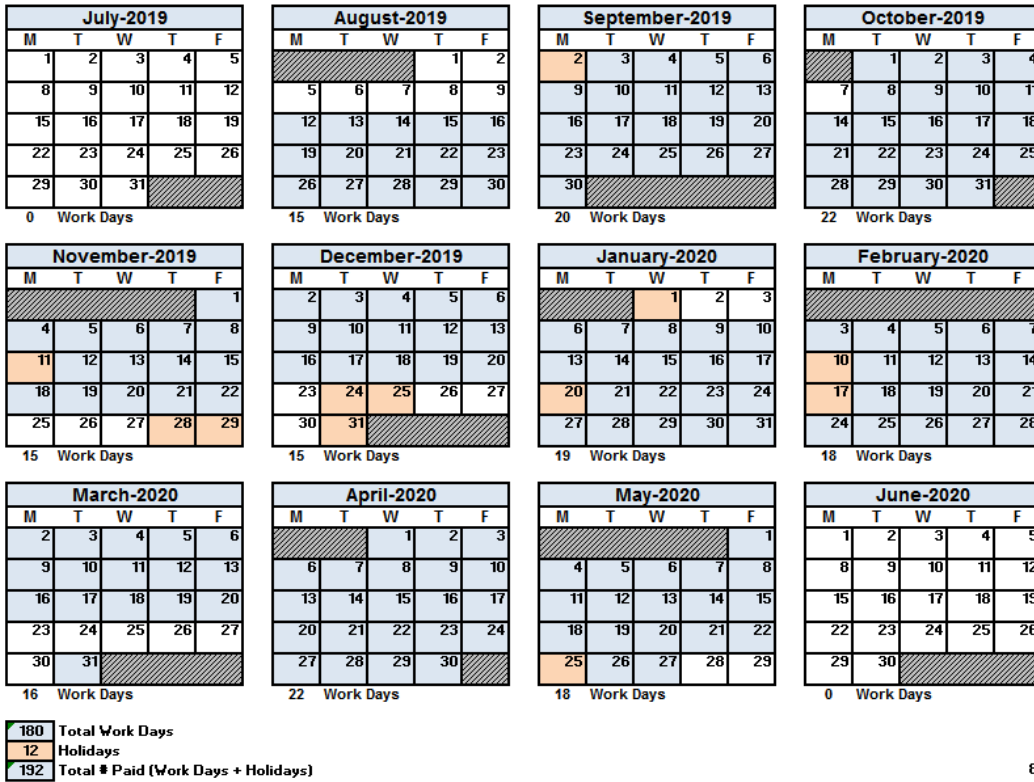 July-2019 August-2019 September-2019 October-2019
M T W T F M T W T F M T W T F M T W T F
1 2 3 4 5 1 2 2 3 4 5 6 1 2 3 4
8 9 10 11 12 5 6 7 8 9 9 10 11 12 13 7 8 9 10 11
15 16 17 18 19 12 13 14 15 16 16 17 18 19 20 14 15 16 17 18
22 23 24 25 26 19 20 21 22 23 23 24 25 26 27 21 22 23 24 25
29 30 31 26 27 28 29 30 30 28 29 30 31
0 Work Days 15 Work Days 20 Work Days 22 Work Days
November-2019 December-2019 January-2020 February-2020
M T W T F M T W T F M T W T F M T W T F
1 2 3 4 5 6 1 2 3
4 5 6 7 8 9 10 11 12 13 6 7 8 9 10 3 4 5 6 7
11 12 13 14 15 16 17 18 19 20 13 14 15 16 17 10 11 12 13 14
18 19 20 21 22 23 24 25 26 27 20 21 22 23 24 17 18 19 20 21
25 26 27 28 29 30 31 27 28 29 30 31 24 25 26 27 28
15 Work Days 15 Work Days 19 Work Days 18 Work Days
March-2020 April-2020 May-2020 June-2020
M T W T F M T W T F M T W T F M T W T F
2 3 4 5 6 1 2 3 1 1 2 3 4 5
9 10 11 12 13 6 7 8 9 10 4 5 6 7 8 8 9 10 11 12
16 17 18 19 20 13 14 15 16 17 11 12 13 14 15 15 16 17 18 19
23 24 25 26 27 20 21 22 23 24 18 19 20 21 22 22 23 24 25 26
30 31 27 28 29 30 25 26 27 28 29 29 30
16 Work Days 22 Work Days 18 Work Days 0 Work Days
180 Total Work Days
12 Holidays
192 Total # Paid (Work Days + Holidays)